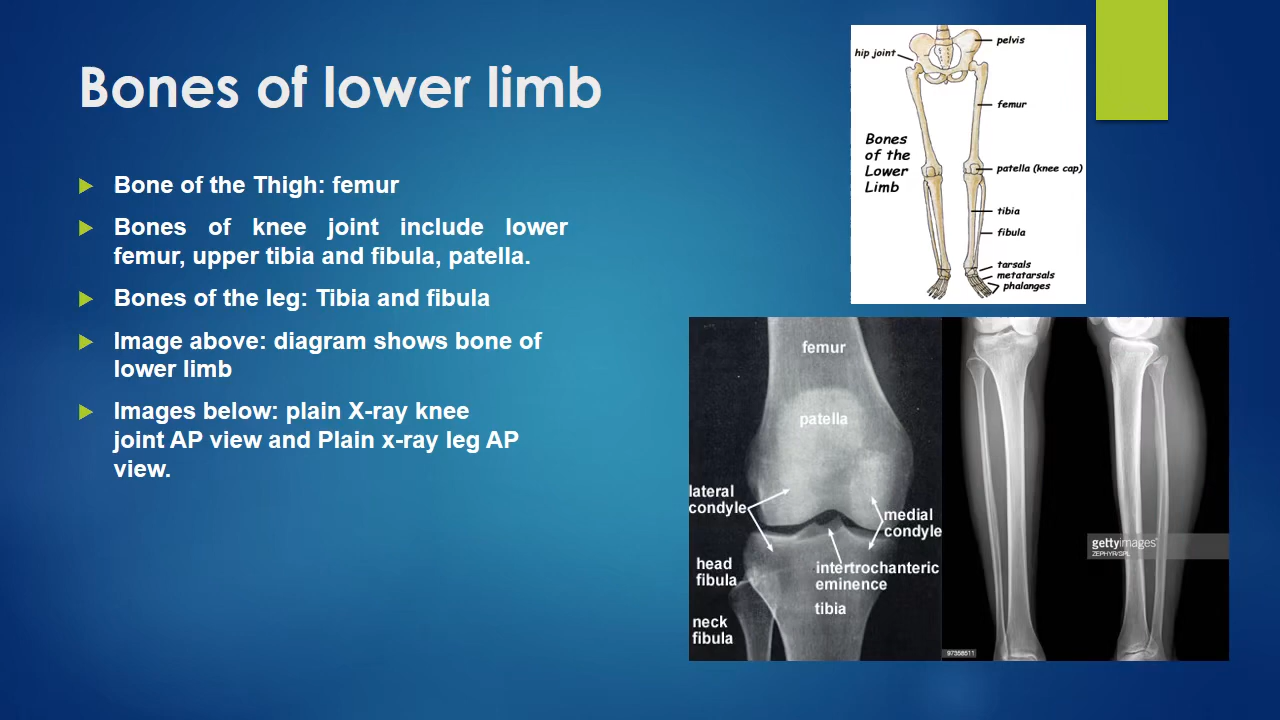 Bones of lower limb
Bone of the Thigh: femur
Bones of knee joint include lower
femur, upper tibia and fibula, patella.
Bones of the leg: Tibia and fibula
Image above: diagram shows bone of
lower limb
Images below: plain X-ray knee
joint AP view and Plain x-ray leg AP
view.
hip joint
pelvis
femur
Bones
of the
Lower
Limb
patella (knee cap)
tibia
fibula
tarsals
metatarsals
phalanges
femur
patella
lateral
condyle
medial
condyle
head
fibula
intertrochanteric
eminence
tibia
neck
fibula
gettyimages®
ZEPHYR/SPL
97358511